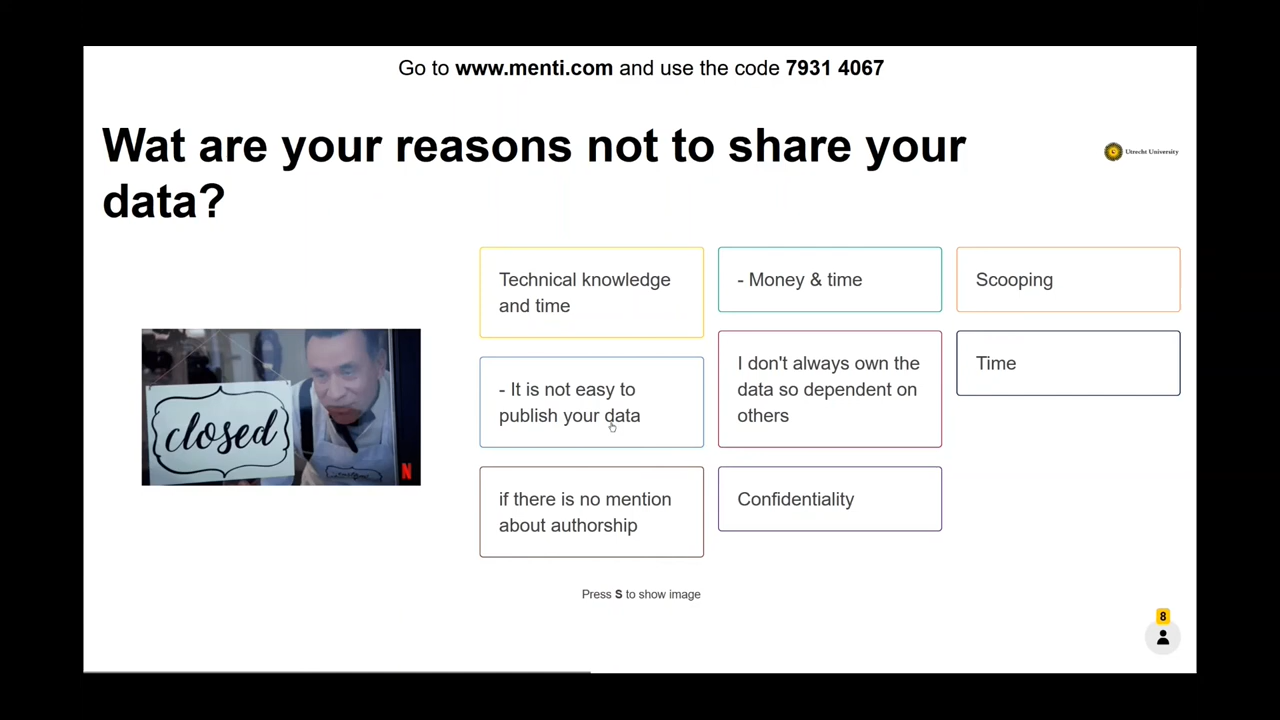 Go to www.menti.com and use the code 7931 4067
Wat are your reasons not to share your
data?
Utrecht University
Technical knowledge
and time
- Money & time
Scooping
- It is not easy to
publish your data
I don't always own the
data so dependent on
others
Time
if there is no mention
about authorship
Confidentiality
closed
N
Press S to show image
8